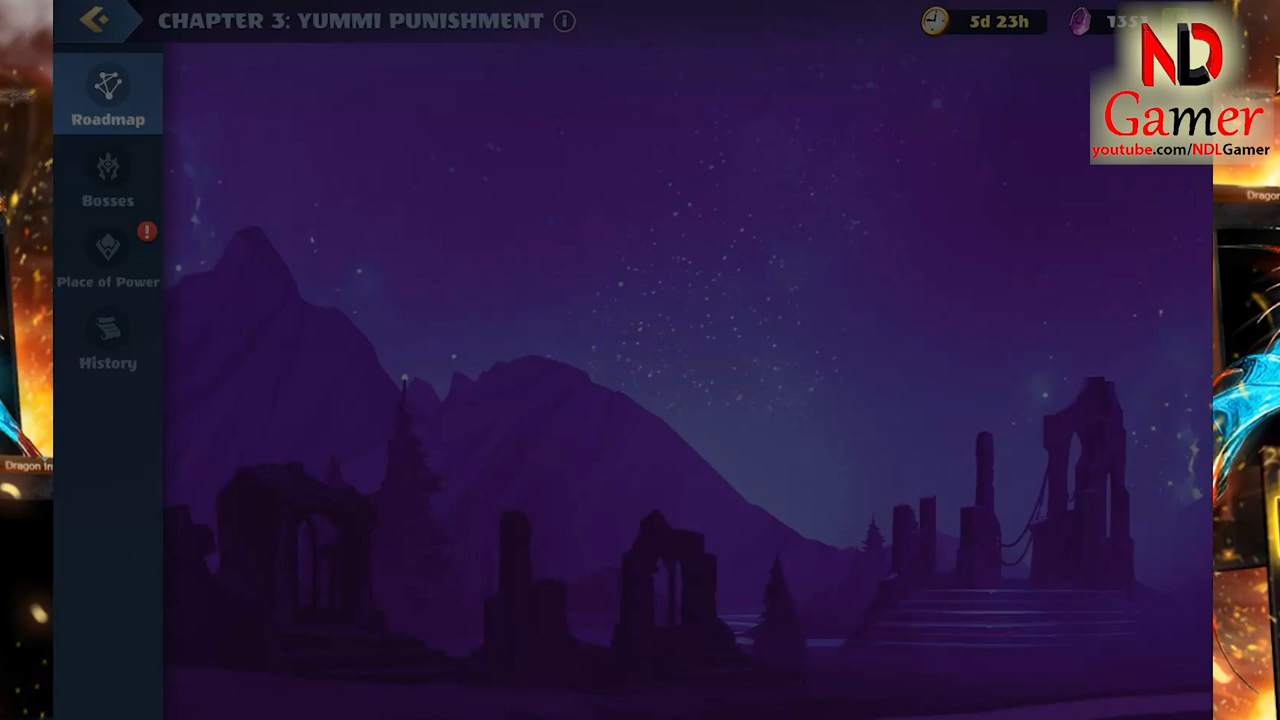 CHAPTER 3: YUMMI PUNISHMENT
5d 23h
Roadmap
Bosses
Place of Power
History
ND
Gamer
youtube.com/NDLGamer
Dragon
Dragon In